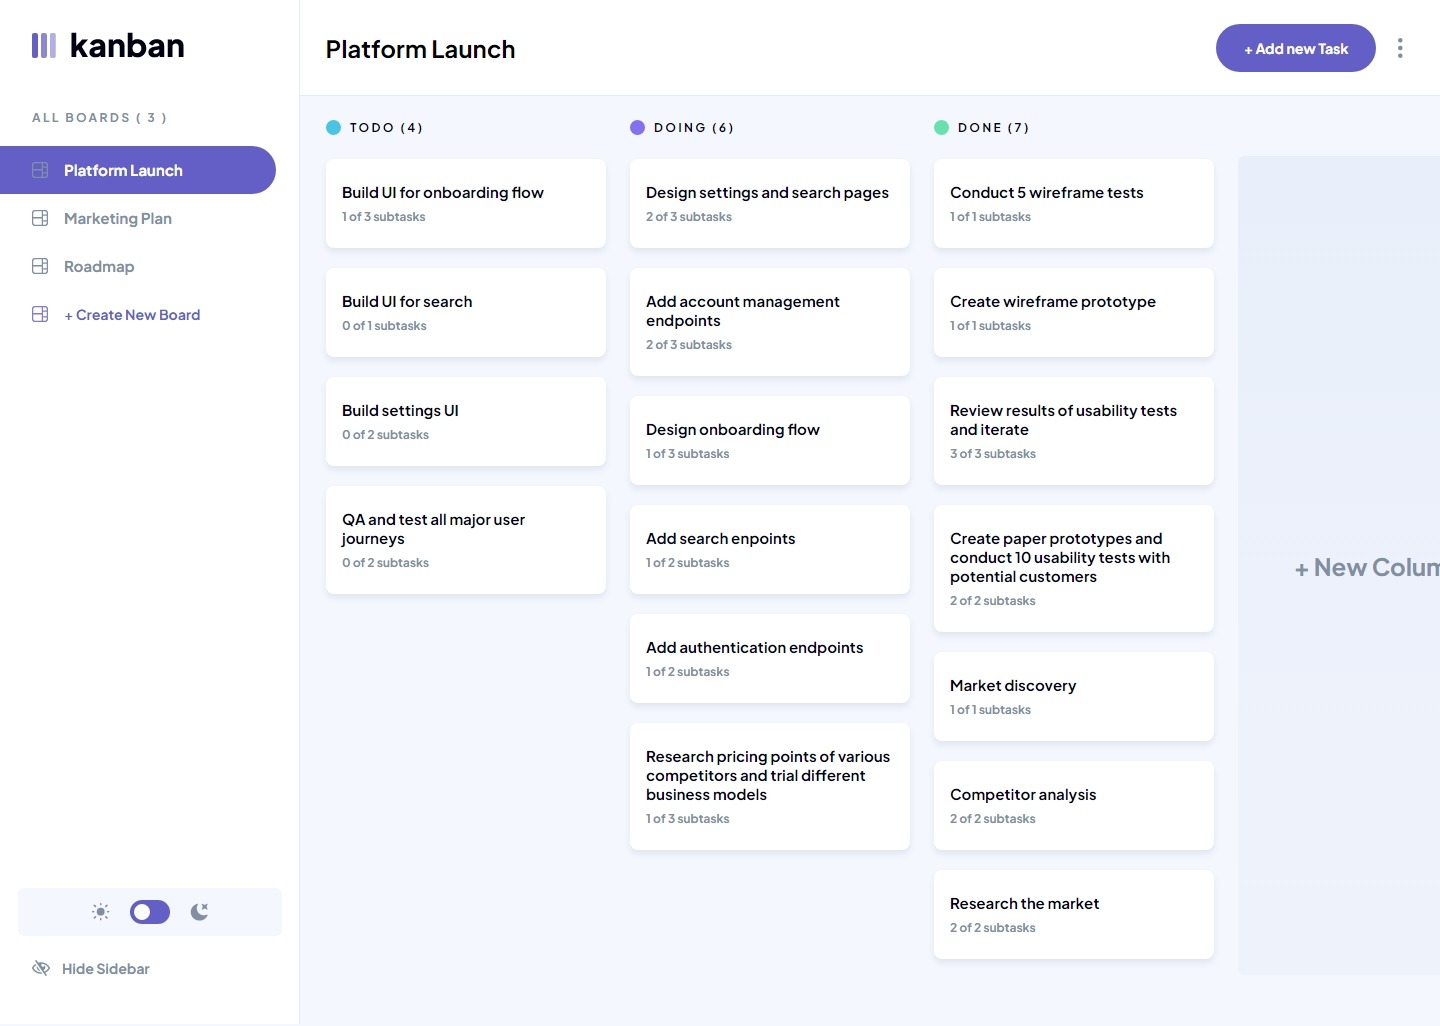 kanban
ALL BOARDS ( 3 )
Platform Launch
Marketing Plan
Roadmap
+ Create New Board
Hide Sidebar
Platform Launch
+ Add new Task
TODO (4)
Build UI for onboarding flow
1 of 3 subtasks
Build UI for search
0 of 1 subtasks
Build settings UI
0 of 2 subtasks
QA and test all major user
journeys
0 of 2 subtasks
DOING (6)
Design settings and search pages
2 of 3 subtasks
Add account management
endpoints
2 of 3 subtasks
Design onboarding flow
1 of 3 subtasks
Add search enpoints
1 of 2 subtasks
Add authentication endpoints
1 of 2 subtasks
Research pricing points of various
competitors and trial different
business models
1 of 3 subtasks
DONE (7)
Conduct 5 wireframe tests
1 of 1 subtasks
Create wireframe prototype
1 of 1 subtasks
Review results of usability tests
and iterate
3 of 3 subtasks
Create paper prototypes and
conduct 10 usability tests with
potential customers
2 of 2 subtasks
Market discovery
1 of 1 subtasks
Competitor analysis
2 of 2 subtasks
Research the market
2 of 2 subtasks
+ New Colum